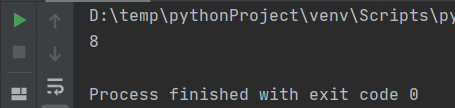 D:\temp\pythonProject\venv\Scripts\py
8
Process finished with exit code 0